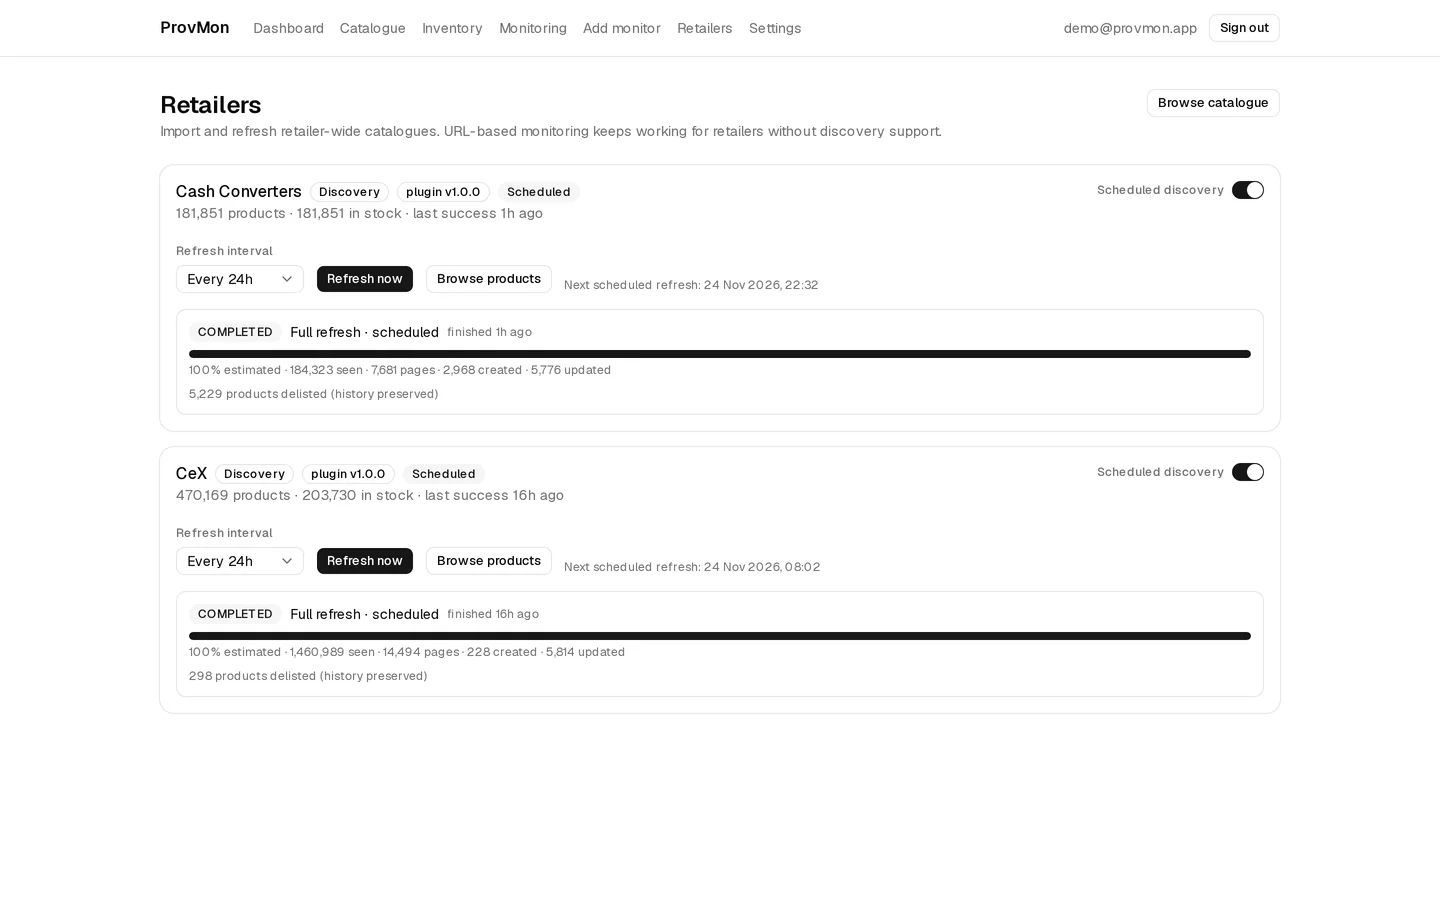 ProvMon Dashboard Catalogue Inventory Monitoring Add monitor Retailers Settings demo@provmon.app Sign out
Retailers Browse catalogue
Import and refresh retailer-wide catalogues. URL-based monitoring keeps working for retailers without discovery support.
Cash Converters Discovery plugin v1.0.0 Scheduled Scheduled discovery
181,851 products · 181,851 in stock · last success 1h ago
Refresh interval
Every 24h Refresh now Browse products Next scheduled refresh: 24 Nov 2026, 22:32
COMPLETED Full refresh · scheduled finished 1h ago
100% estimated · 184,323 seen · 7,681 pages · 2,968 created · 5,776 updated
5,229 products delisted (history preserved)
CeX Discovery plugin v1.0.0 Scheduled Scheduled discovery
470,169 products · 203,730 in stock · last success 16h ago
Refresh interval
Every 24h Refresh now Browse products Next scheduled refresh: 24 Nov 2026, 08:02
COMPLETED Full refresh · scheduled finished 16h ago
100% estimated · 1,460,989 seen · 14,494 pages · 228 created · 5,814 updated
298 products delisted (history preserved)